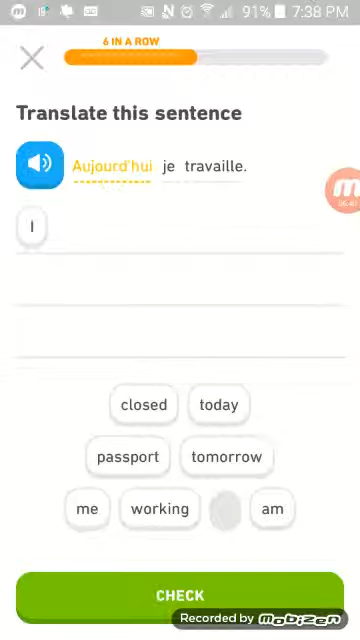 91% 7:38 PM
6 IN A ROW
Translate this sentence
Aujourd'hui je travaille.
I
closed today
passport tomorrow
me working am
CHECK
Recorded by mobizen